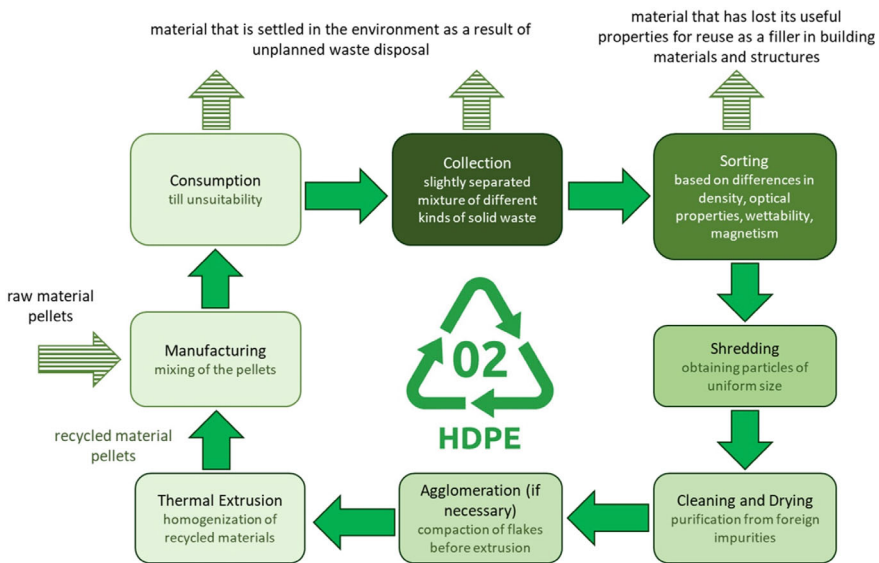 material that is settled in the environment as a result of
unplanned waste disposal
material that has lost its useful
properties for reuse as a filler in building
materials and structures
Consumption
till unsuitability
Collection
slightly separated
mixture of different
kinds of solid waste
Sorting
based on differences in
density, optical
properties, wettability,
magnetism
raw material
pellets
Manufacturing
mixing of the pellets
02
HDPE
Shredding
obtaining particles of
uniform size
recycled material
pellets
Thermal Extrusion
homogenization of
recycled materials
Agglomeration (if
necessary)
compaction of flakes
before extrusion
Cleaning and Drying
purification from foreign
impurities